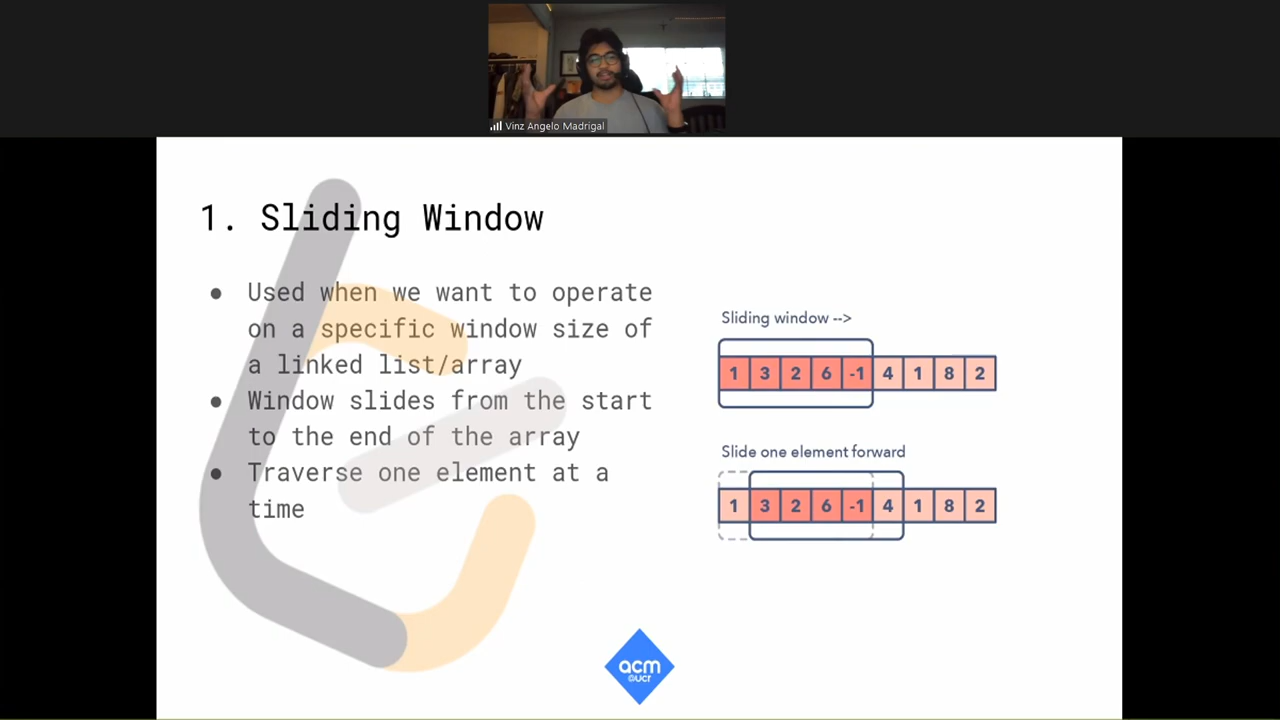 Vinz Angelo Madrigal
1. Sliding Window
● Used when we want to operate
on a specific window size of
a linked list/array
● Window slides from the start
to the end of the array
● Traverse one element at a
time
Sliding window -->
1 3 2 6 -1 4 1 8 2
Slide one element forward
1 3 2 6 -1 4 1 8 2
acm
@UCR